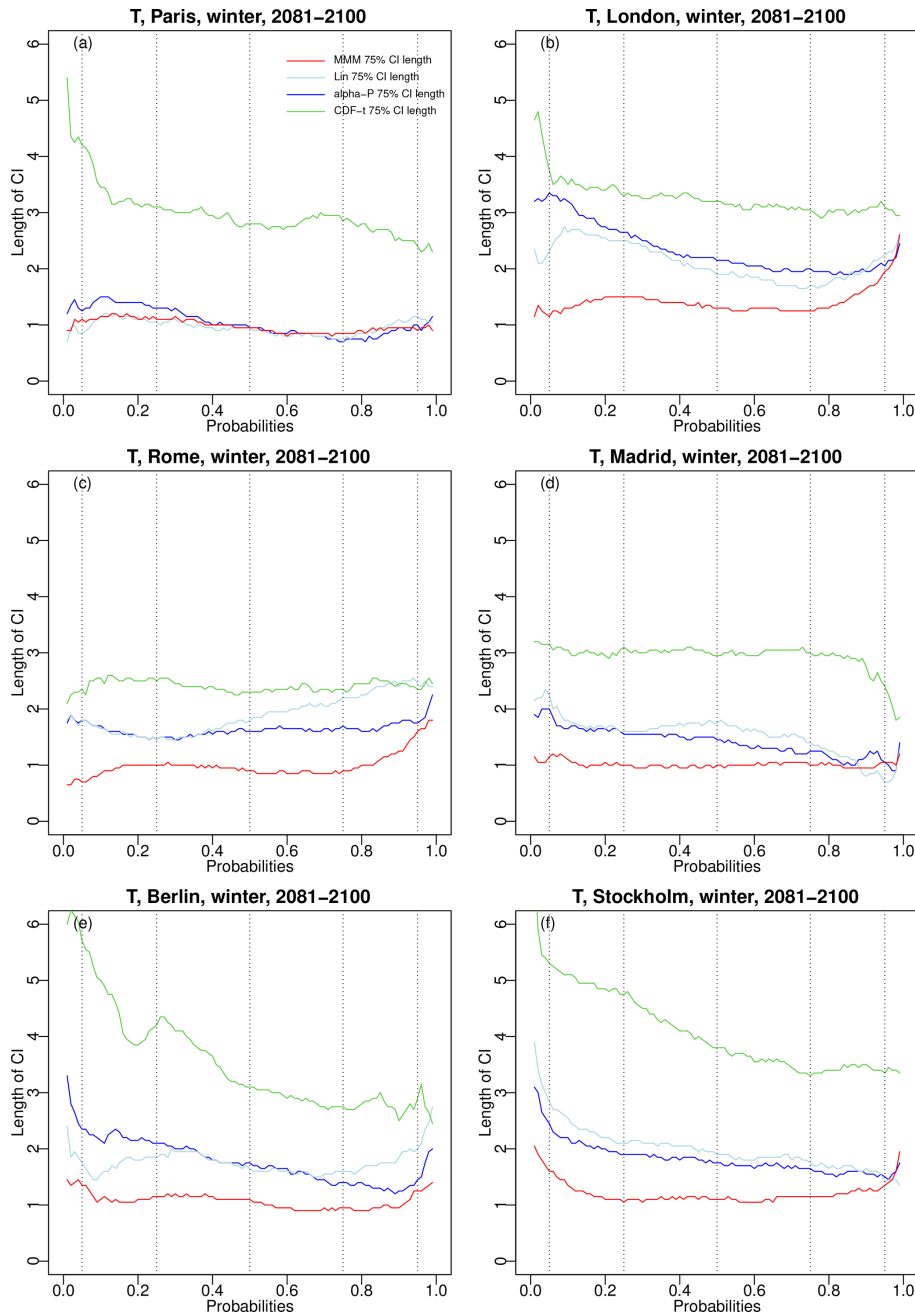 T, Paris, winter, 2081−2100
(a)
MMM 75% CI length
Lin 75% CI length
alpha−P 75% CI length
CDF−t 75% CI length
Length of CI
0 1 2 3 4 5 6
0.0 0.2 0.4 0.6 0.8 1.0
Probabilities
T, London, winter, 2081−2100
(b)
Length of CI
0 1 2 3 4 5 6
0.0 0.2 0.4 0.6 0.8 1.0
Probabilities
T, Rome, winter, 2081−2100
(c)
Length of CI
0 1 2 3 4 5 6
0.0 0.2 0.4 0.6 0.8 1.0
Probabilities
T, Madrid, winter, 2081−2100
(d)
Length of CI
0 1 2 3 4 5 6
0.0 0.2 0.4 0.6 0.8 1.0
Probabilities
T, Berlin, winter, 2081−2100
(e)
Length of CI
0 1 2 3 4 5 6
0.0 0.2 0.4 0.6 0.8 1.0
Probabilities
T, Stockholm, winter, 2081−2100
(f)
Length of CI
0 1 2 3 4 5 6
0.0 0.2 0.4 0.6 0.8 1.0
Probabilities